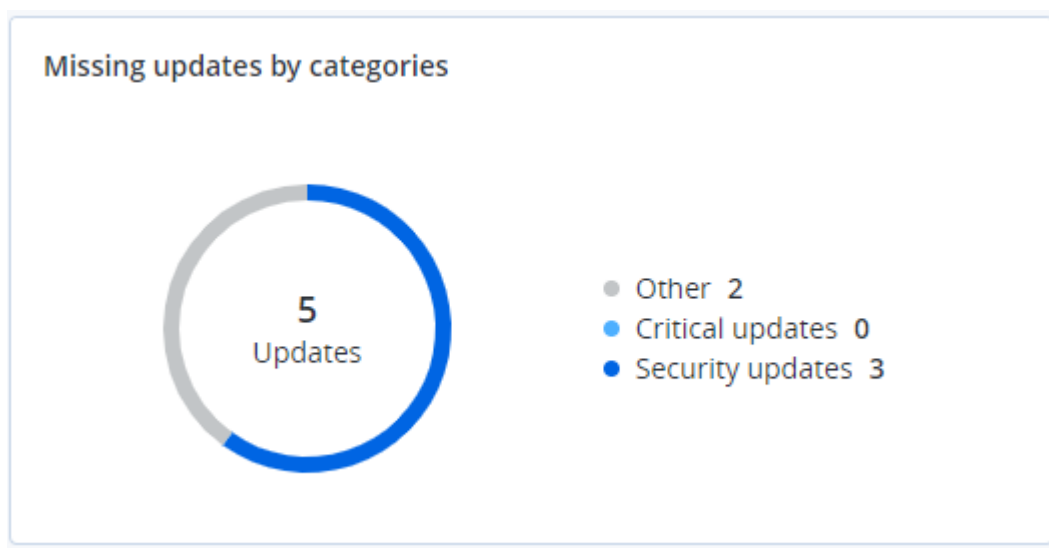 Missing updates by categories
5
Updates
Other 2
Critical updates 0
Security updates 3